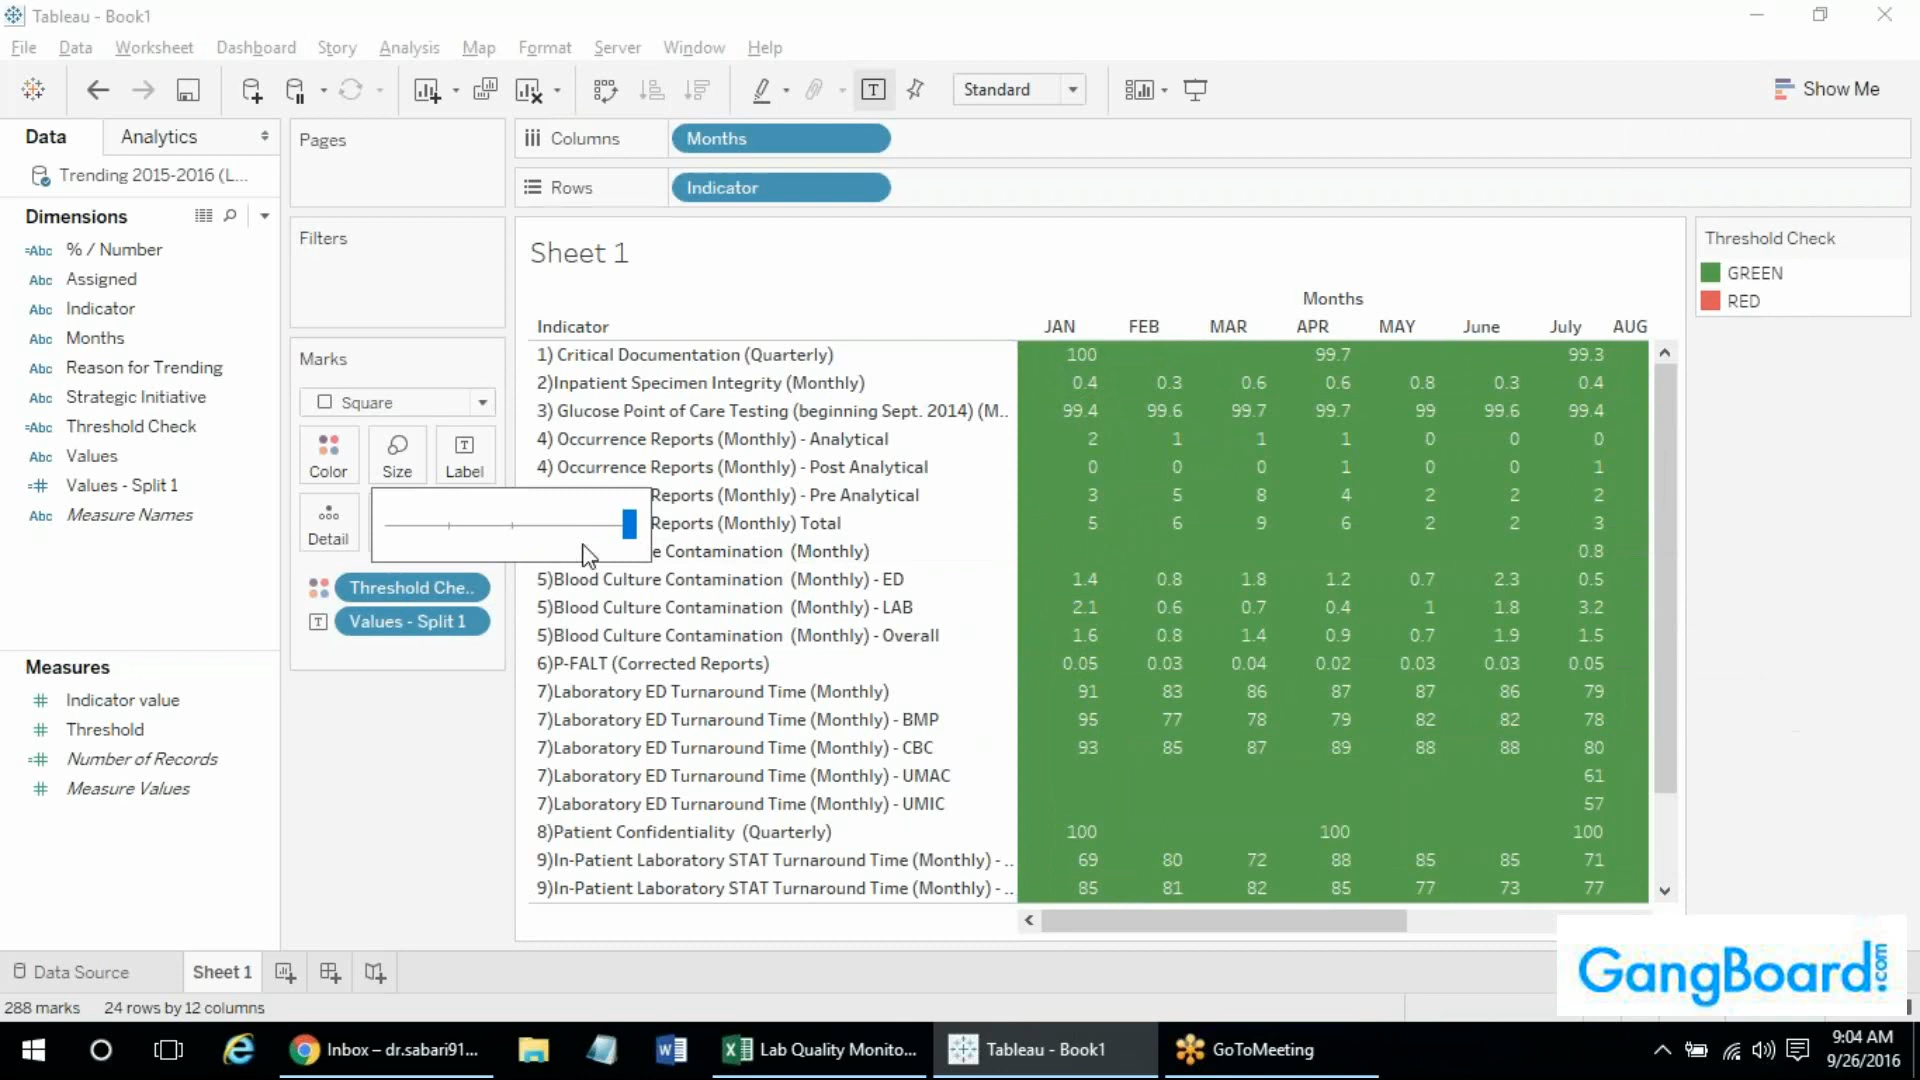 Tableau - Book1
File Data Worksheet Dashboard Story Analysis Map Format Server Window Help
Standard
Show Me
Data Analytics
Trending 2015-2016 (L...
Dimensions
=Abc % / Number
Abc Assigned
Abc Indicator
Abc Months
Abc Reason for Trending
Abc Strategic Initiative
=Abc Threshold Check
Abc Values
=# Values - Split 1
Abc Measure Names
Measures
# Indicator value
# Threshold
=# Number of Records
# Measure Values
Pages
Filters
Marks
Square
Color Size Label
Detail
Threshold Che..
T Values - Split 1
Columns Months
Rows Indicator
Sheet 1
Months
Indicator JAN FEB MAR APR MAY June July AUG
1) Critical Documentation (Quarterly) 100 99.7 99.3
2)Inpatient Specimen Integrity (Monthly) 0.4 0.3 0.6 0.6 0.8 0.3 0.4
3) Glucose Point of Care Testing (beginning Sept. 2014) (M.. 99.4 99.6 99.7 99.7 99 99.6 99.4
4) Occurrence Reports (Monthly) - Analytical 2 1 1 1 0 0 0
4) Occurrence Reports (Monthly) - Post Analytical 0 0 0 1 0 0 1
Reports (Monthly) - Pre Analytical 3 5 8 4 2 2 2
Reports (Monthly) Total 5 6 9 6 2 2 3
e Contamination (Monthly) 0.8
5)Blood Culture Contamination (Monthly) - ED 1.4 0.8 1.8 1.2 0.7 2.3 0.5
5)Blood Culture Contamination (Monthly) - LAB 2.1 0.6 0.7 0.4 1 1.8 3.2
5)Blood Culture Contamination (Monthly) - Overall 1.6 0.8 1.4 0.9 0.7 1.9 1.5
6)P-FALT (Corrected Reports) 0.05 0.03 0.04 0.02 0.03 0.03 0.05
7)Laboratory ED Turnaround Time (Monthly) 91 83 86 87 87 86 79
7)Laboratory ED Turnaround Time (Monthly) - BMP 95 77 78 79 82 82 78
7)Laboratory ED Turnaround Time (Monthly) - CBC 93 85 87 89 88 88 80
7)Laboratory ED Turnaround Time (Monthly) - UMAC 61
7)Laboratory ED Turnaround Time (Monthly) - UMIC 57
8)Patient Confidentiality (Quarterly) 100 100 100
9)In-Patient Laboratory STAT Turnaround Time (Monthly) - .. 69 80 72 88 85 85 71
9)In-Patient Laboratory STAT Turnaround Time (Monthly) - .. 85 81 82 85 77 73 77
Threshold Check
GREEN
RED
GangBoard.com
Data Source Sheet 1
288 marks 24 rows by 12 columns
Inbox – dr.sabari91...
Lab Quality Monito...
Tableau - Book1
GoToMeeting
9:04 AM
9/26/2016